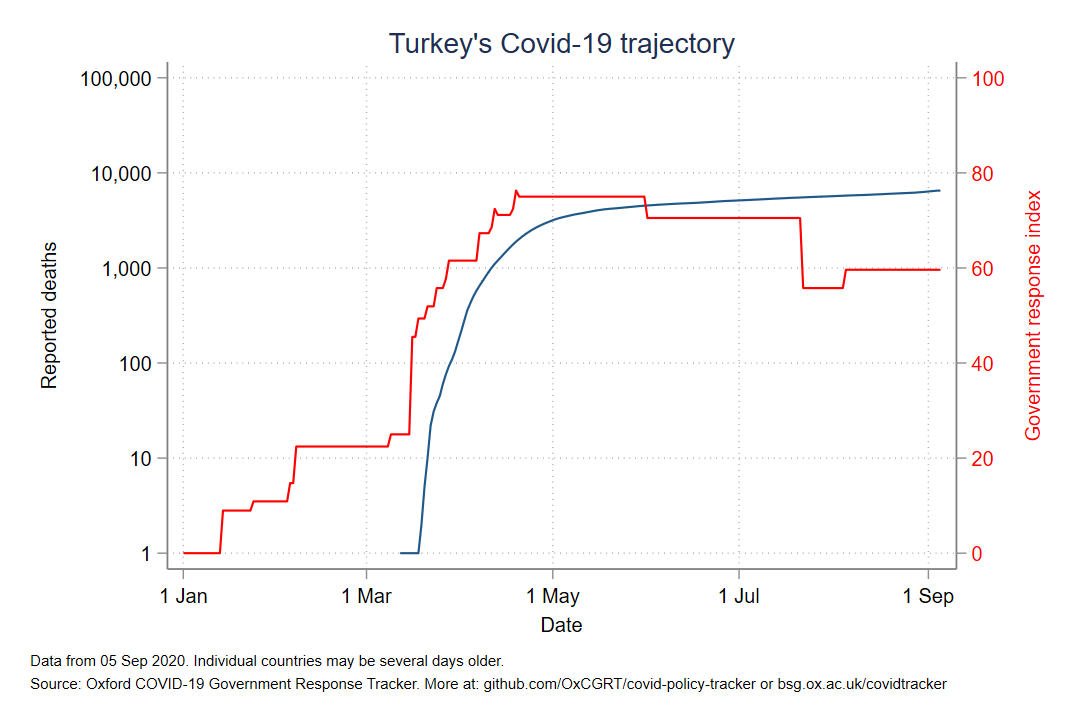 Turkey's Covid-19 trajectory
100,000
10,000
1,000
100
10
1
Reported deaths
100
80
60
40
20
0
Government response index
1 Jan
1 Mar
1 May
1 Jul
1 Sep
Date
Data from 05 Sep 2020. Individual countries may be several days older.
Source: Oxford COVID-19 Government Response Tracker. More at: github.com/OxCGRT/covid-policy-tracker or bsg.ox.ac.uk/covidtracker